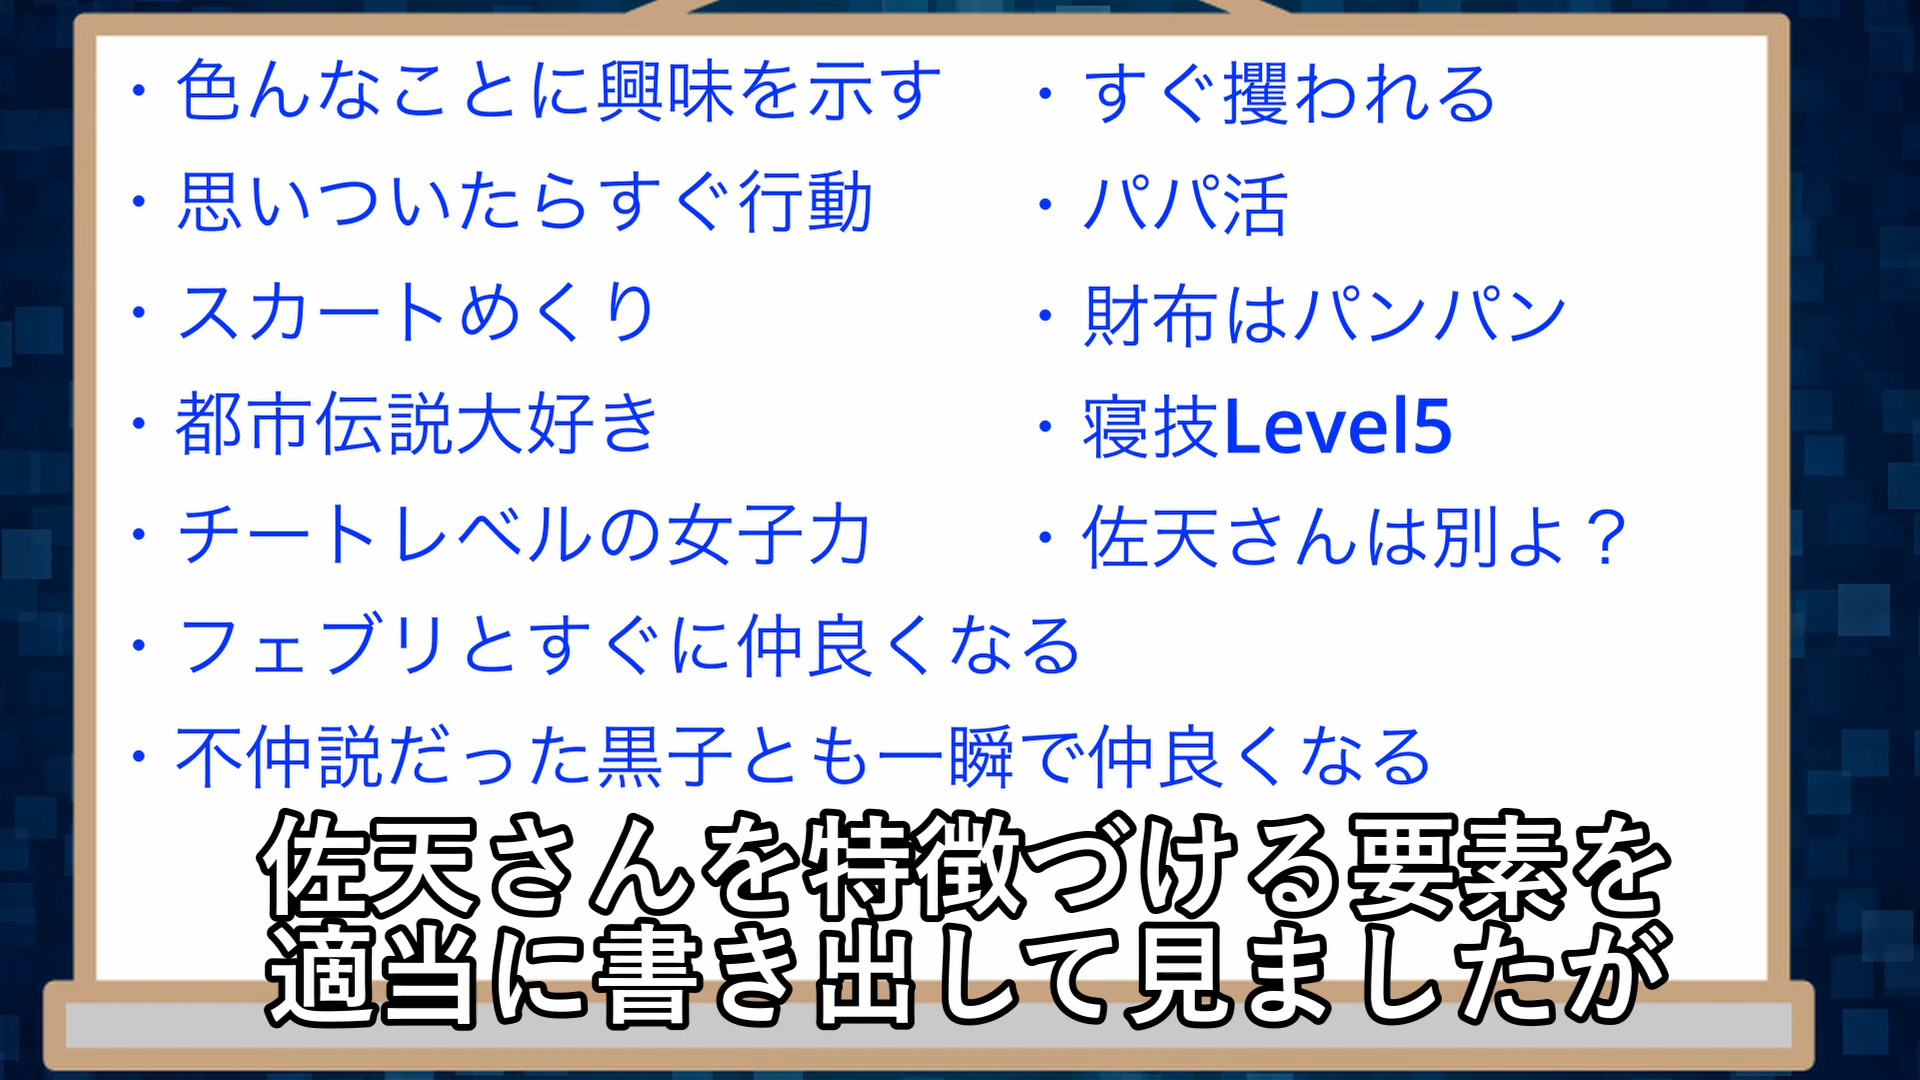 ・色んなことに興味を示す
・思いついたらすぐ行動
・スカートめくり
・都市伝説大好き
・チートレベルの女子力
・フェブリとすぐに仲良くなる
・不仲説だった黒子とも一瞬で仲良くなる
・すぐ攫われる
・パパ活
・財布はパンパン
・寝技Level5
・佐天さんは別よ？
佐天さんを特徴づける要素を
適当に書き出して見ましたが